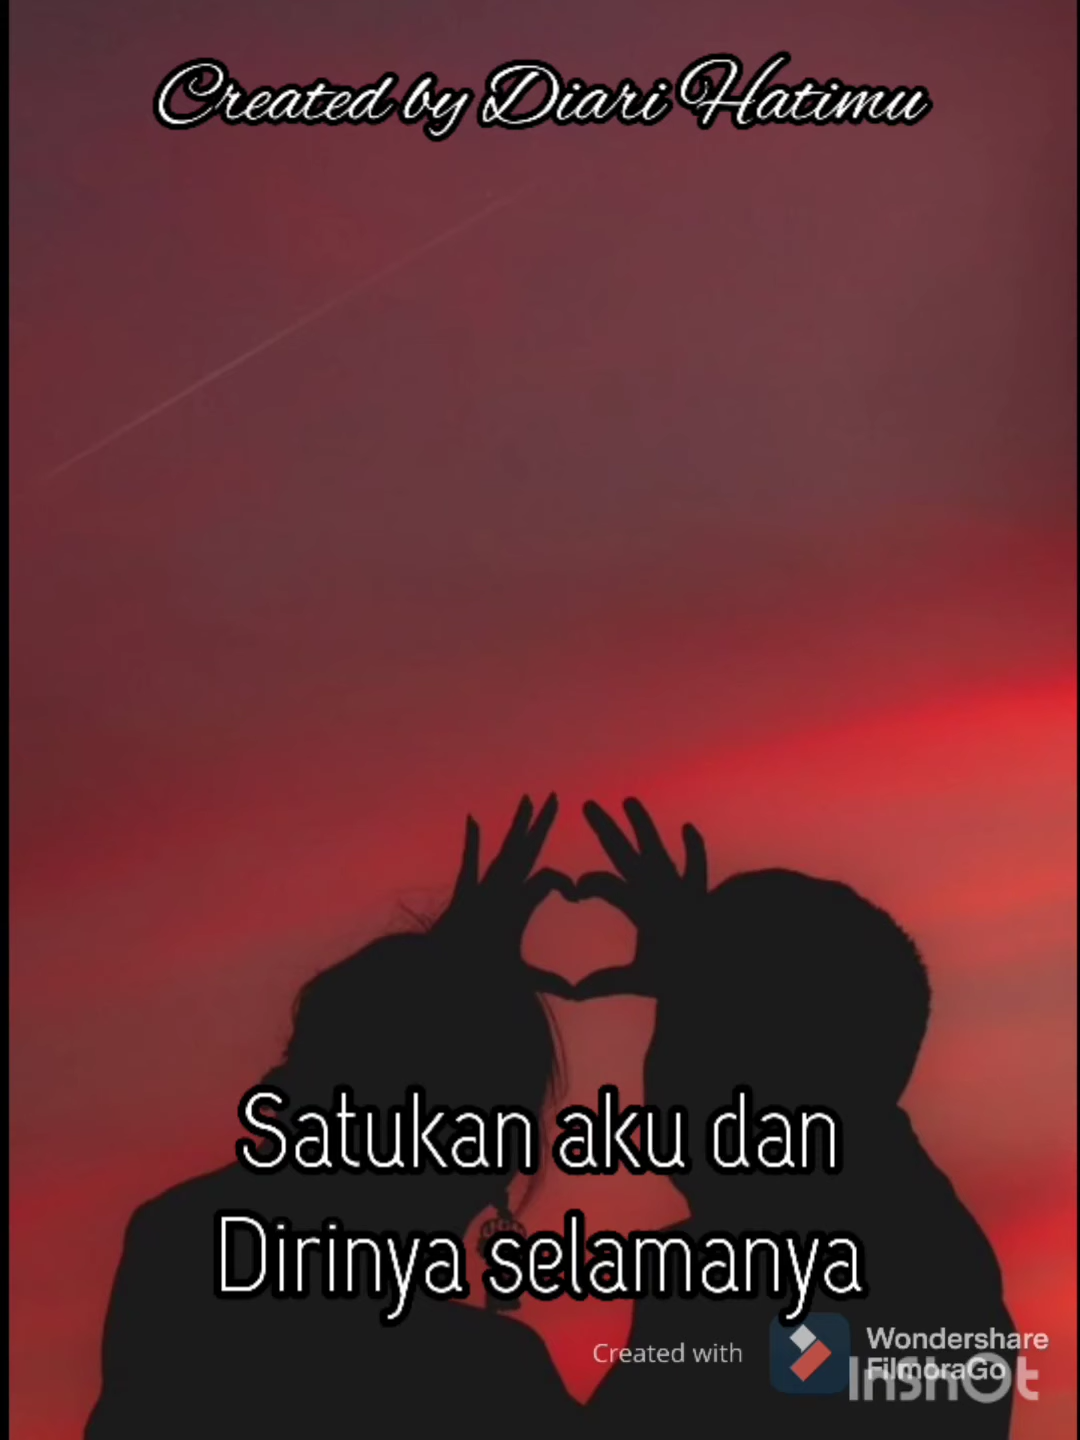 Created by Diari Hatimu
Satukan aku dan
Dirinya selamanya
Created with
Wondershare
FilmoraGo
InShOt